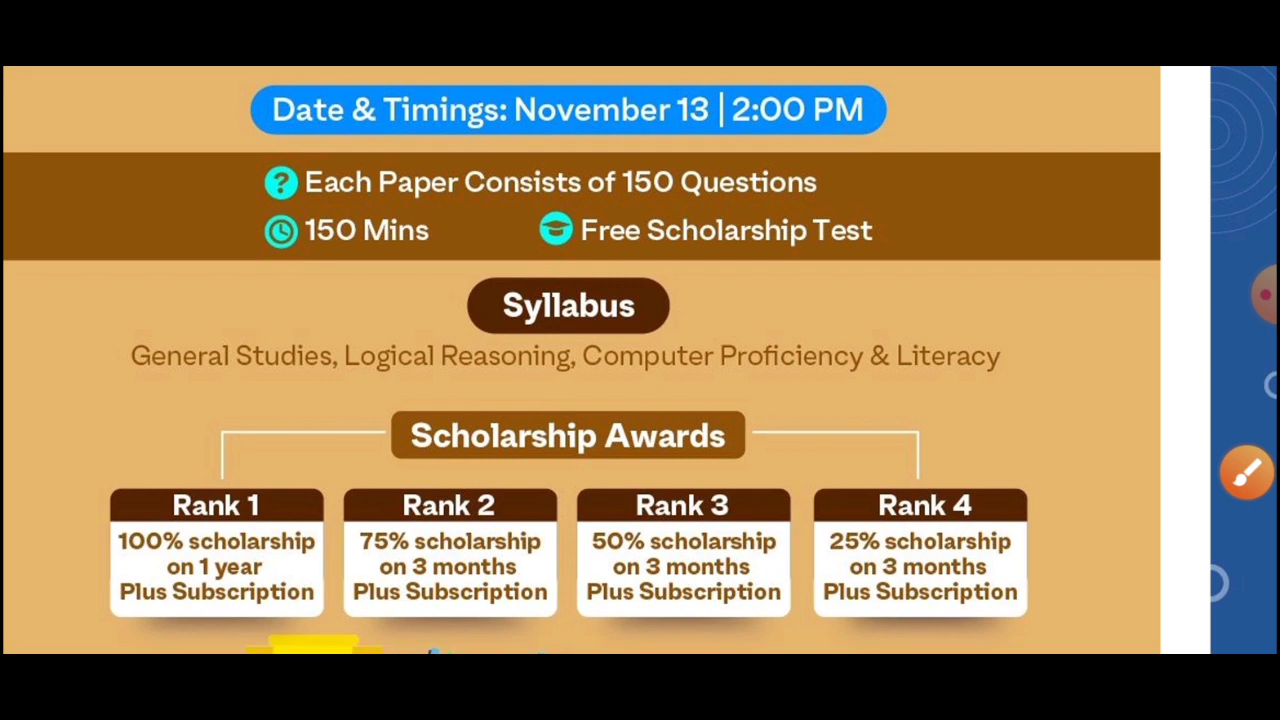 Date & Timings: November 13 | 2:00 PM
Each Paper Consists of 150 Questions
150 Mins
Free Scholarship Test
Syllabus
General Studies, Logical Reasoning, Computer Proficiency & Literacy
Scholarship Awards
Rank 1
100% scholarship
on 1 year
Plus Subscription
Rank 2
75% scholarship
on 3 months
Plus Subscription
Rank 3
50% scholarship
on 3 months
Plus Subscription
Rank 4
25% scholarship
on 3 months
Plus Subscription